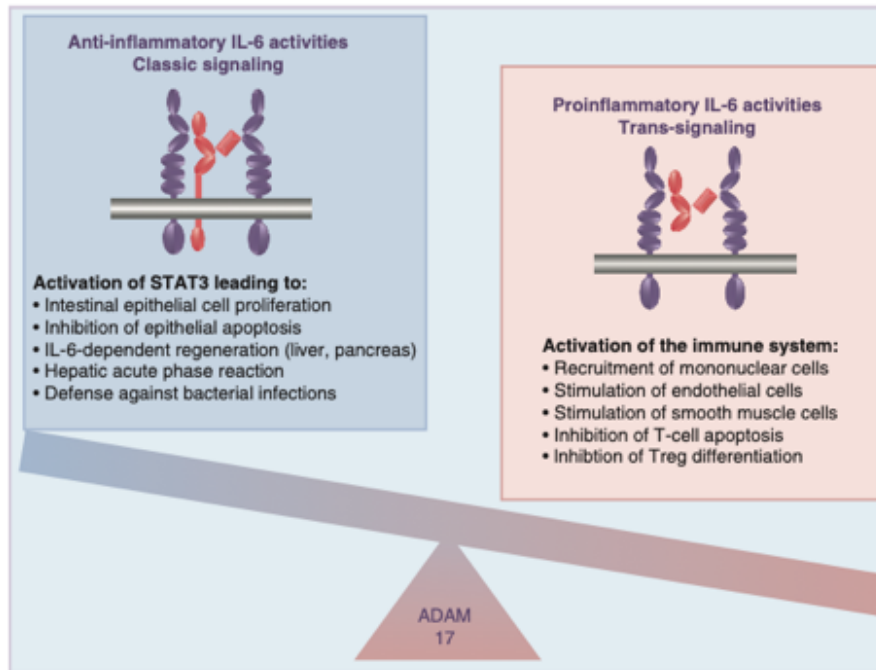 Anti-inflammatory IL-6 activities
Classic signaling
Activation of STAT3 leading to:
• Intestinal epithelial cell proliferation
• Inhibition of epithelial apoptosis
• IL-6-dependent regeneration (liver, pancreas)
• Hepatic acute phase reaction
• Defense against bacterial infections
Proinflammatory IL-6 activities
Trans-signaling
Activation of the immune system:
• Recruitment of mononuclear cells
• Stimulation of endothelial cells
• Stimulation of smooth muscle cells
• Inhibition of T-cell apoptosis
• Inhibtion of Treg differentiation
ADAM
17